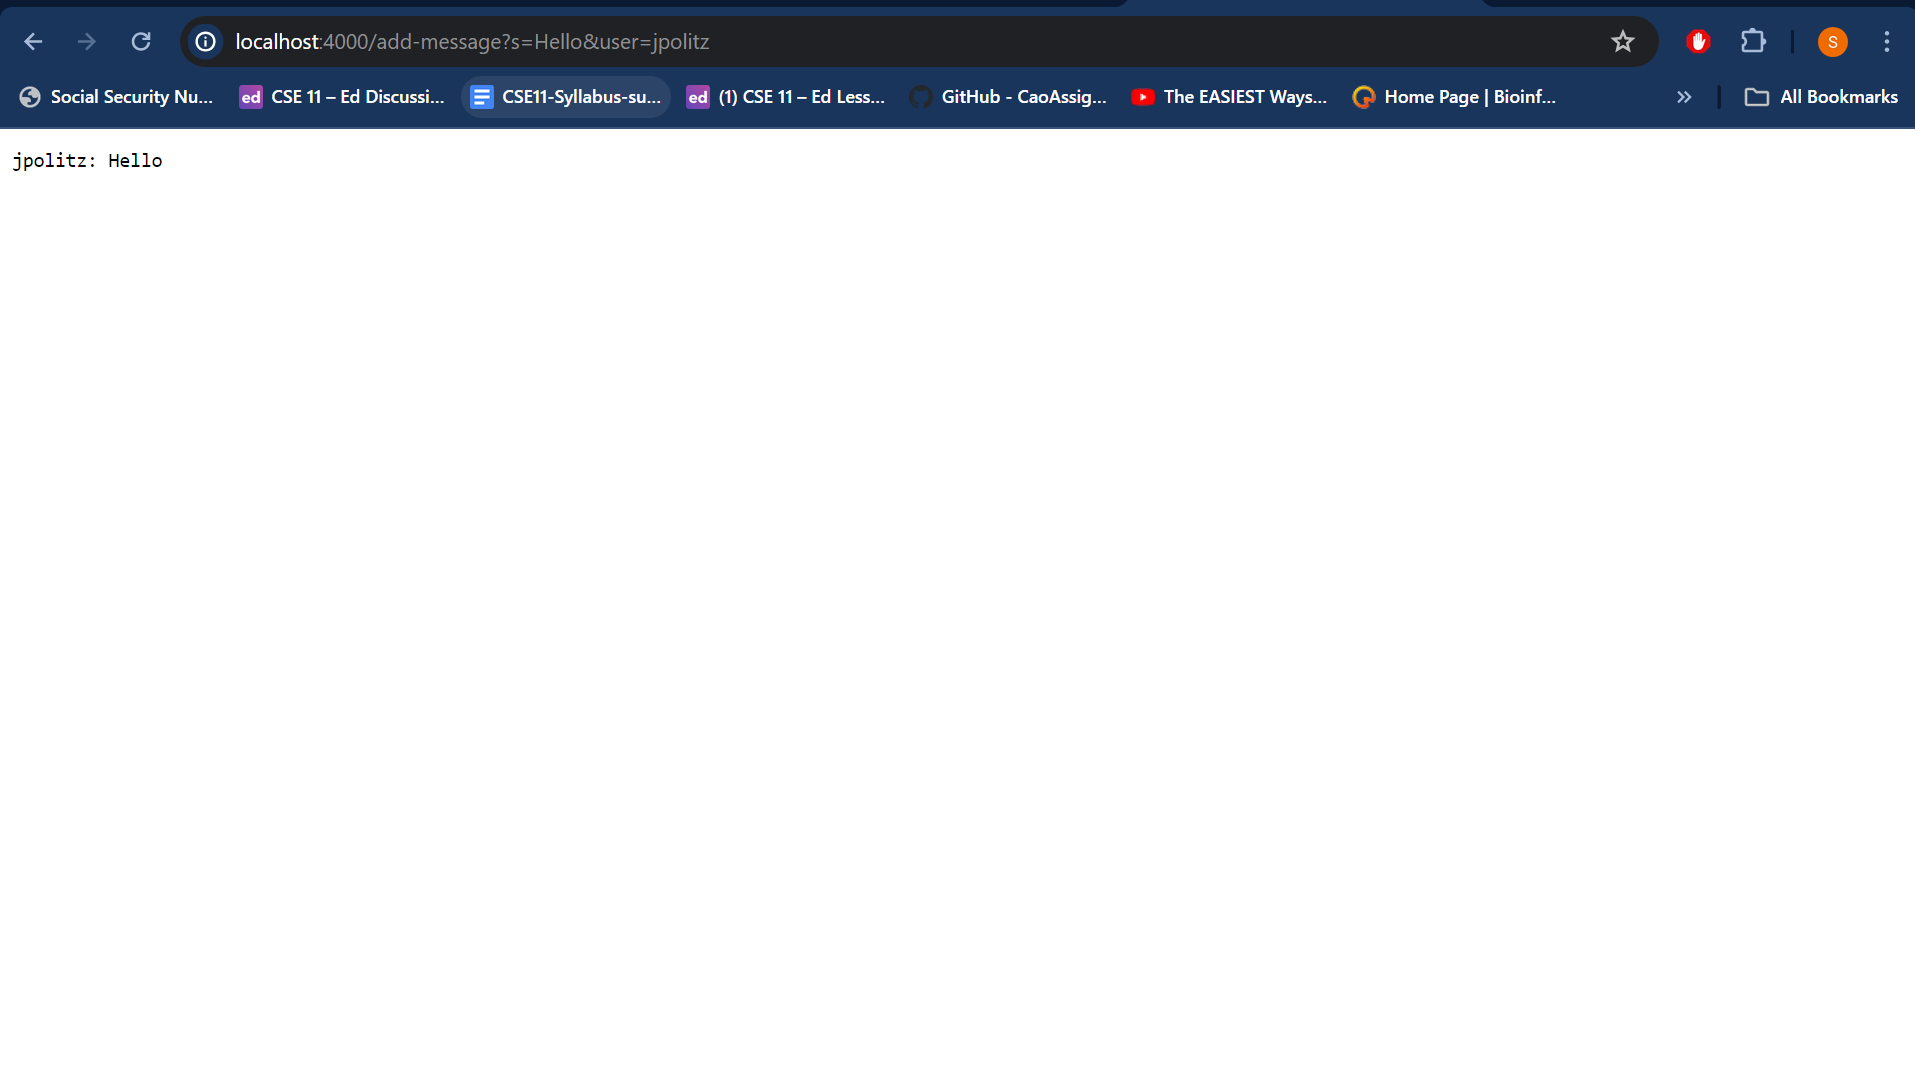 localhost:4000/add-message?s=Hello&user=jpolitz
S
Social Security Nu...
ed CSE 11 – Ed Discussi...
CSE11-Syllabus-su...
ed (1) CSE 11 – Ed Less...
GitHub - CaoAssig...
The EASIEST Ways...
Home Page | Bioinf...
All Bookmarks
jpolitz: Hello